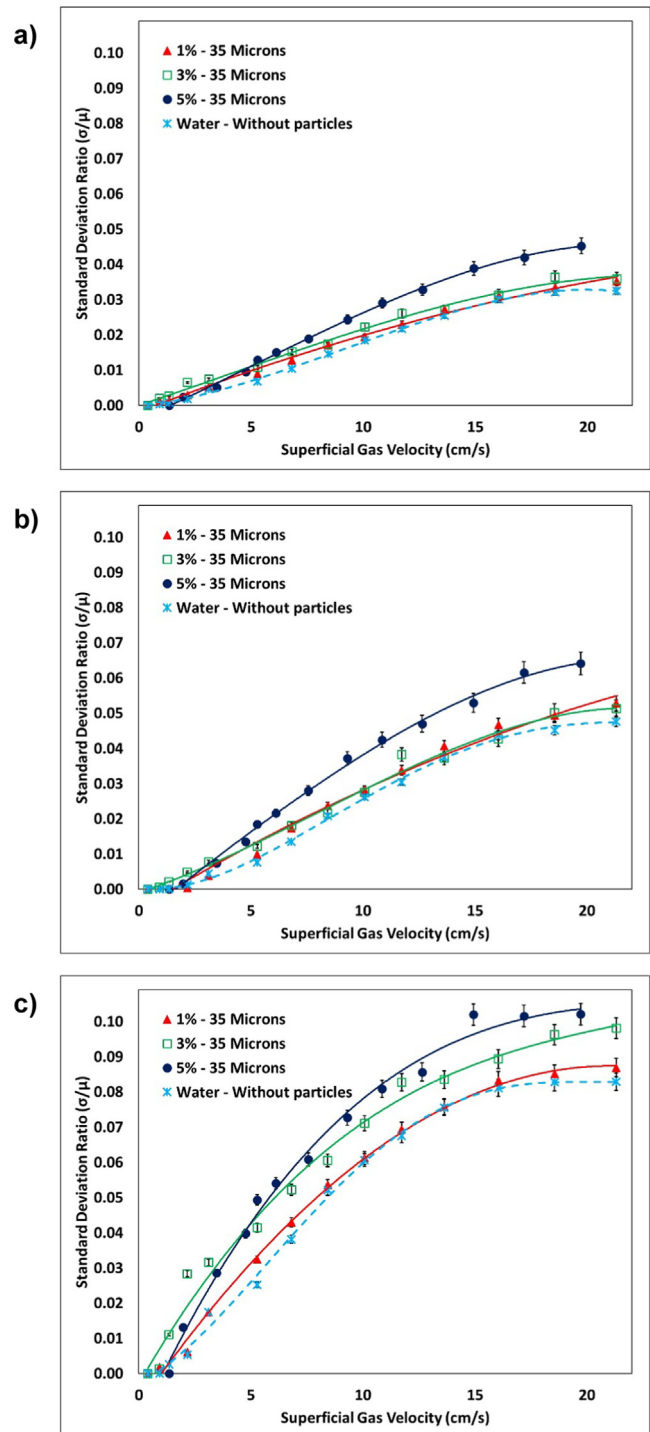 a)
Standard Deviation Ratio (σ/μ)
0.10
0.09
0.08
0.07
0.06
0.05
0.04
0.03
0.02
0.01
0.00
1% - 35 Microns
3% - 35 Microns
5% - 35 Microns
Water - Without particles
0 5 10 15 20
Superficial Gas Velocity (cm/s)
b)
Standard Deviation Ratio (σ/μ)
0.10
0.09
0.08
0.07
0.06
0.05
0.04
0.03
0.02
0.01
0.00
1% - 35 Microns
3% - 35 Microns
5% - 35 Microns
Water - Without particles
0 5 10 15 20
Superficial Gas Velocity (cm/s)
c)
Standard Deviation Ratio (σ/μ)
0.10
0.09
0.08
0.07
0.06
0.05
0.04
0.03
0.02
0.01
0.00
1% - 35 Microns
3% - 35 Microns
5% - 35 Microns
Water - Without particles
0 5 10 15 20
Superficial Gas Velocity (cm/s)